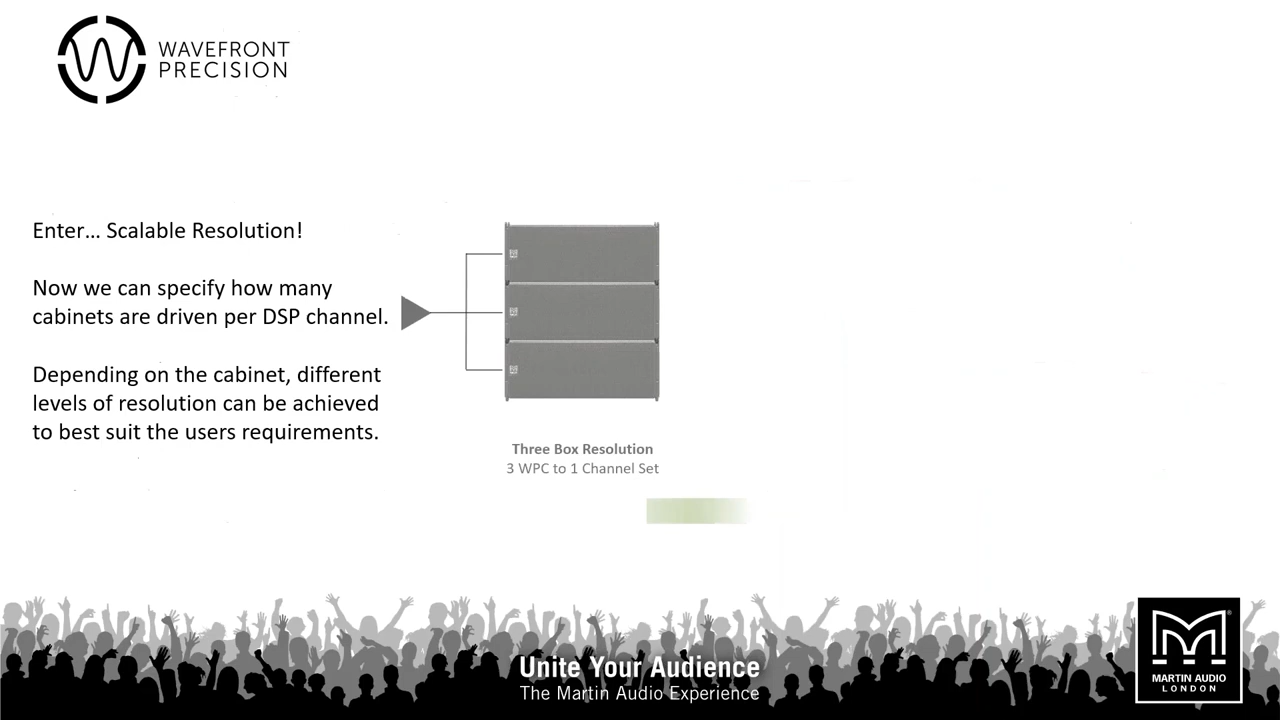 WAVEFRONT
PRECISION
Enter... Scalable Resolution!
Now we can specify how many
cabinets are driven per DSP channel.
Depending on the cabinet, different
levels of resolution can be achieved
to best suit the users requirements.
Three Box Resolution
3 WPC to 1 Channel Set
Unite Your Audience
The Martin Audio Experience
MARTIN AUDIO
LONDON